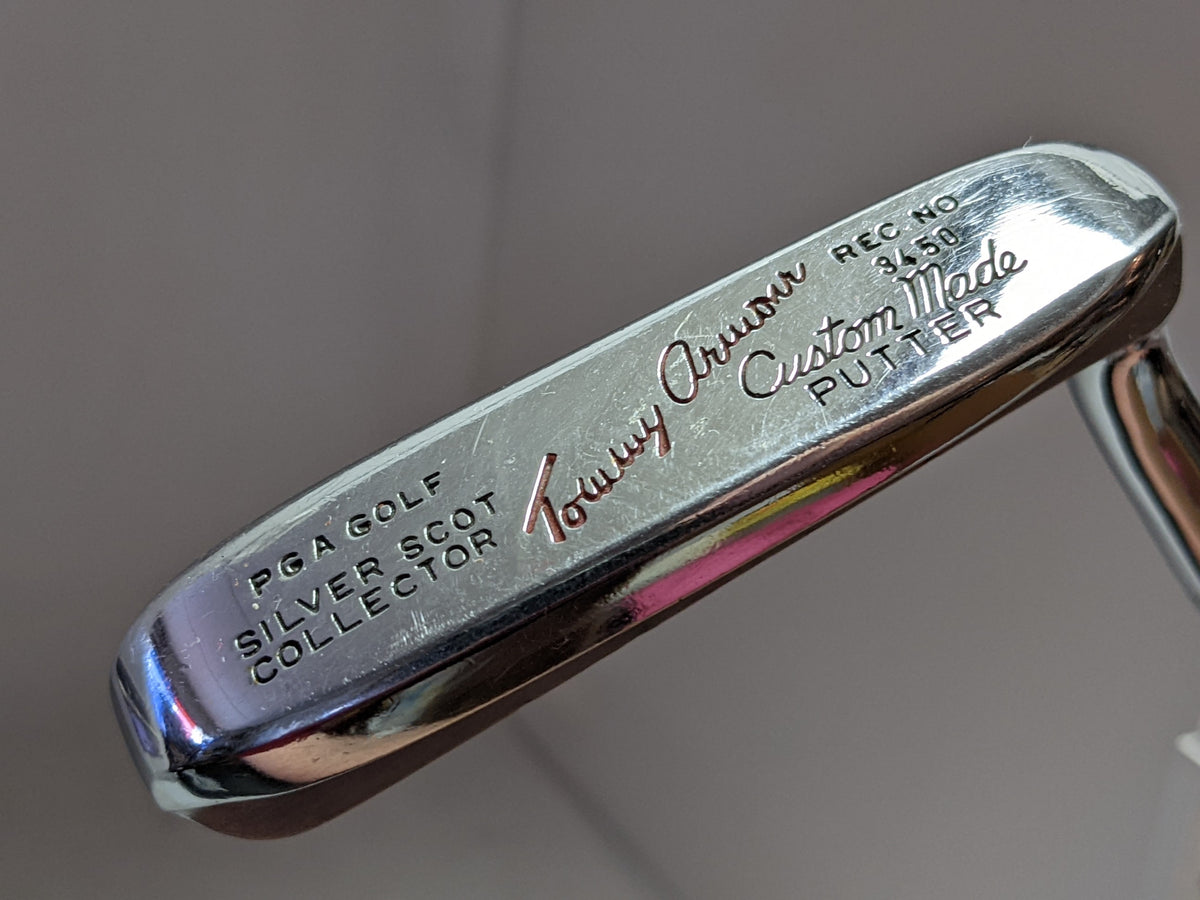 PGA GOLF
SILVER SCOT
COLLECTOR
Tommy Armour
REC NO
3450
Custom Made
PUTTER